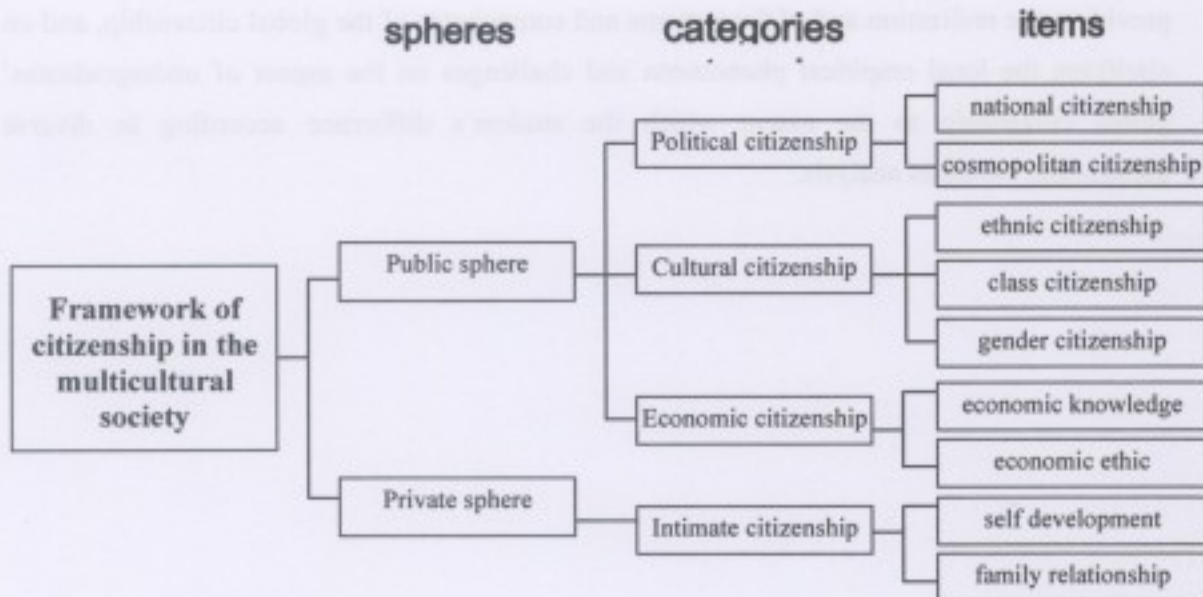 spheres
categories
items
national citizenship
Political citizenship
cosmopolitan citizenship
ethnic citizenship
Public sphere
Cultural citizenship
class citizenship
Framework of
citizenship in the
multicultural
society
gender citizenship
economic knowledge
Economic citizenship
economic ethic
Private sphere
self development
Intimate citizenship
family relationship